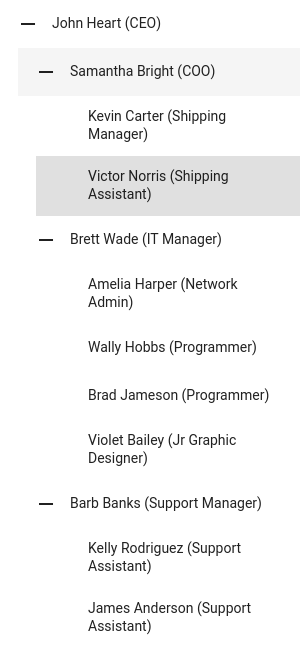 John Heart (CEO)
Samantha Bright (COO)
Kevin Carter (Shipping
Manager)
Victor Norris (Shipping
Assistant)
Brett Wade (IT Manager)
Amelia Harper (Network
Admin)
Wally Hobbs (Programmer)
Brad Jameson (Programmer)
Violet Bailey (Jr Graphic
Designer)
Barb Banks (Support Manager)
Kelly Rodriguez (Support
Assistant)
James Anderson (Support
Assistant)